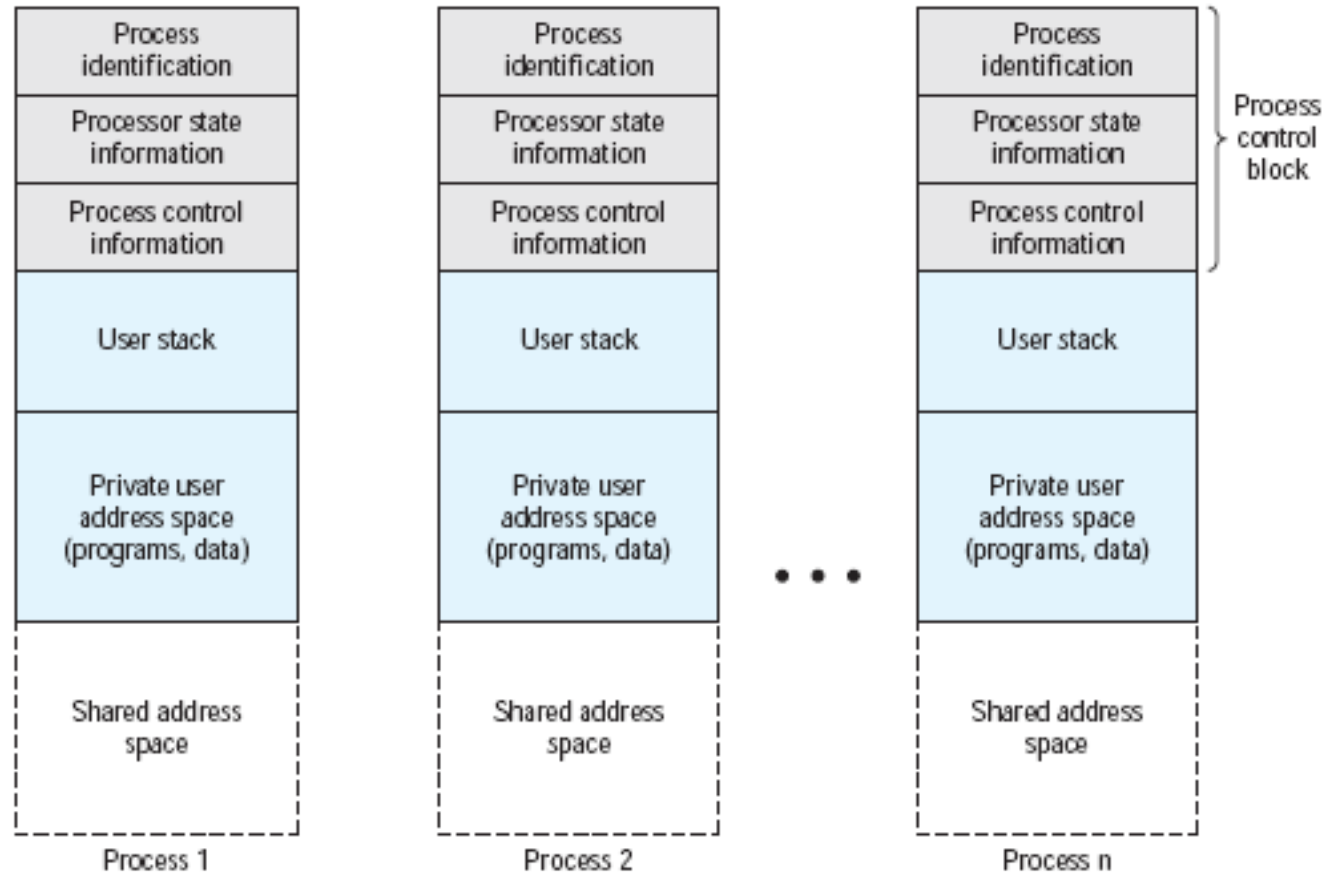 Process
identification
Processor state
information
Process control
information
User stack
Private user
address space
(programs, data)
Shared address
space
Process 1
Process
identification
Processor state
information
Process control
information
User stack
Private user
address space
(programs, data)
Shared address
space
Process 2
• • •
Process
identification
Processor state
information
Process control
information
User stack
Private user
address space
(programs, data)
Shared address
space
Process n
Process
control
block